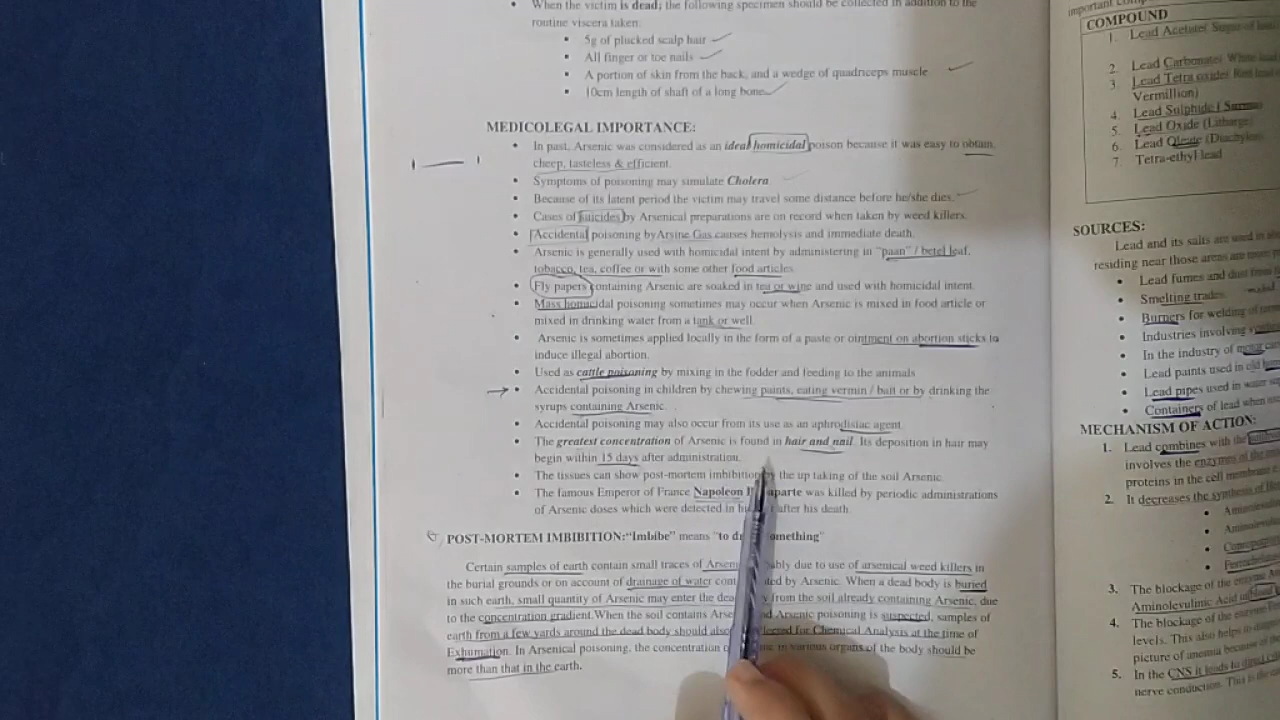 When the victim is dead; the following specimen should be collected in addition to the
routine viscera taken:
5g of plucked scalp hair
All finger or toe nails
A portion of skin from the back, and a wedge of quadriceps muscle
10cm length of shaft of a long bone
MEDICOLEGAL IMPORTANCE:
In past, Arsenic was considered as an ideal homicidal poison because it was easy to obtain,
cheep, tasteless & efficient.
Symptoms of poisoning may simulate Cholera
Because of its latent period the victim may travel some distance before he/she dies.
Cases of suicides by Arsenical preparations are on record when taken by weed killers.
Accidental poisoning by Arsine Gas causes hemolysis and immediate death.
Arsenic is generally used with homicidal intent by administering in "paan" / betel leaf,
tobacco, tea, coffee or with some other food articles
Fly papers containing Arsenic are soaked in tea or wine and used with homicidal intent.
Mass homicidal poisoning sometimes may occur when Arsenic is mixed in food article or
mixed in drinking water from a tank or well.
Arsenic is sometimes applied locally in the form of a paste or ointment on abortion sticks to
induce illegal abortion.
Used as cattle poisoning by mixing in the fodder and feeding to the animals
Accidental poisoning in children by chewing paints, eating vermin / bait or by drinking the
syrups containing Arsenic.
Accidental poisoning may also occur from its use as an aphrodisiac agent.
The greatest concentration of Arsenic is found in hair and nail. Its deposition in hair may
begin within 15 days after administration.
The tissues can show post-mortem imbibition by the up taking of the soil Arsenic.
The famous Emperor of France Napoleon was killed by periodic administrations
of Arsenic doses which were detected in after his death.
POST-MORTEM IMBIBITION: "Imbibe" means "to something"
Certain samples of earth contain small traces of due to use of arsenical weed killers in
the burial grounds or on account of drainage of water by Arsenic. When a dead body is buried
in such earth, small quantity of Arsenic may enter the from the soil already containing Arsenic, due
to the concentration gradient. When the soil contains Arsenic poisoning is suspected, samples of
earth from a few yards around the dead body should also for Chemical Analysis at the time of
Exhumation. In Arsenical poisoning, the concentration in various organs of the body should be
more than that in the earth.
COMPOUND
1. Lead Acetate
2. Lead Carbonate
3. Lead Tetra oxide
Vermillion)
4. Lead Sulphide
5. Lead Oxide (Litharge)
6. Lead Oleate
7. Tetra-ethyl lead
SOURCES:
Lead and its salts are used in
residing near those areas are
Lead fumes and dust
Smelting trades.
Burners for welding of
Industries involving
In the industry of motor
Lead paints used in old
Lead pipes used in water
Containers of lead when
MECHANISM OF ACTION:
1. Lead combines with the
involves the enzymes of the
proteins in the cell membrane
2. It decreases the synthesis of
3. The blockage of the enzyme
Aminolevulinic Acid in blood
4. The blockage of the enzyme
levels. This also helps to
picture of anemia because
5. In the CNS it leads to
nerve conduction. This